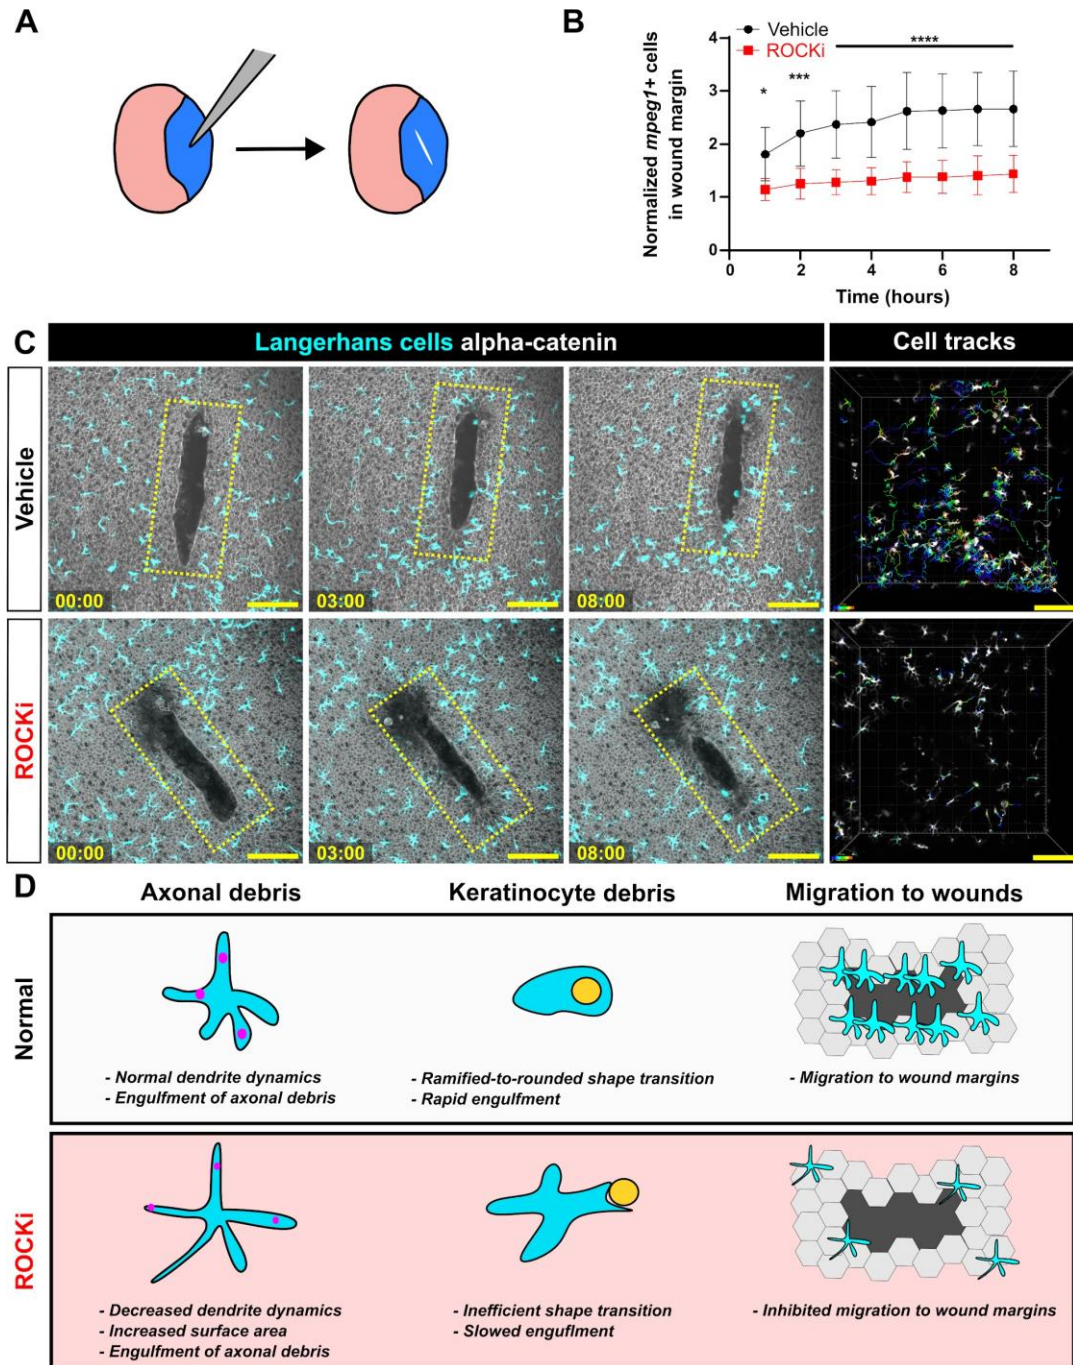 A
B
Vehicle
ROCKi
*
***
****
Normalized mpeg1+ cells
in wound margin
4
3
2
1
0
0
2
4
6
8
Time (hours)
C
Langerhans cells alpha-catenin
Cell tracks
Vehicle
00:00
03:00
08:00
ROCKi
00:00
03:00
08:00
D
Axonal debris
Keratinocyte debris
Migration to wounds
Normal
- Normal dendrite dynamics
- Engulfment of axonal debris
- Ramified-to-rounded shape transition
- Rapid engulfment
- Migration to wound margins
ROCKi
- Decreased dendrite dynamics
- Increased surface area
- Engulfment of axonal debris
- Inefficient shape transition
- Slowed enguflment
- Inhibited migration to wound margins